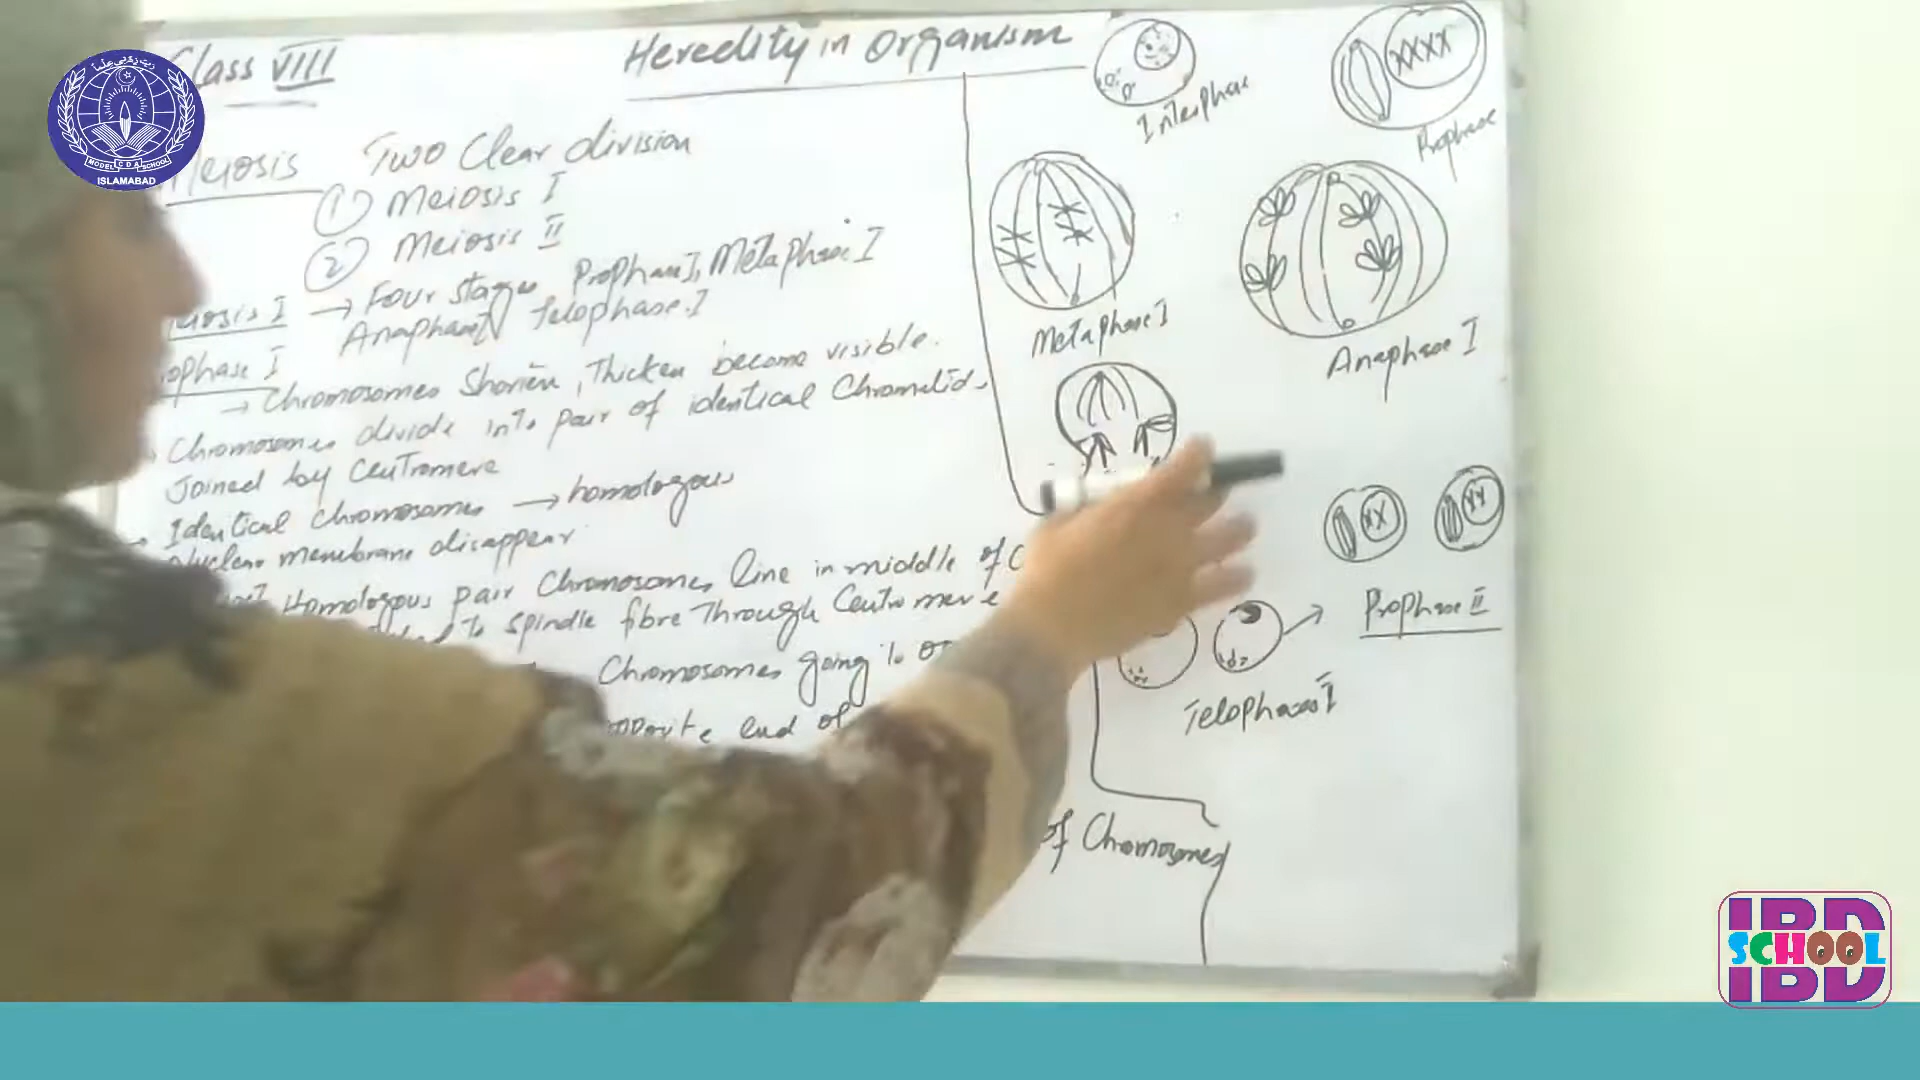 Class VIII
Heredity in Organism
Meiosis Two Clear division
① Meiosis I
② Meiosis II
→ Four stages Prophase I, Metaphase I
Anaphase I Telophase I
→ Chromosomes Shorten, Thicken become visible.
Chromosomes divide into pair of identical Chromatids
Joined by Centromere
Identical Chromosomes → homologous
Nuclear membrane disappear
Homologous pair Chromosomes line in middle of
to spindle fibre Through Centromere
Chromosomes going to
end of
of Chomosomes
Interphase
Prophase
Metaphase I
Anaphase I
Prophase II
Telophase I
MODEL CDA SCHOOL
ISLAMABAD
IBD
SCHOOL
IBD